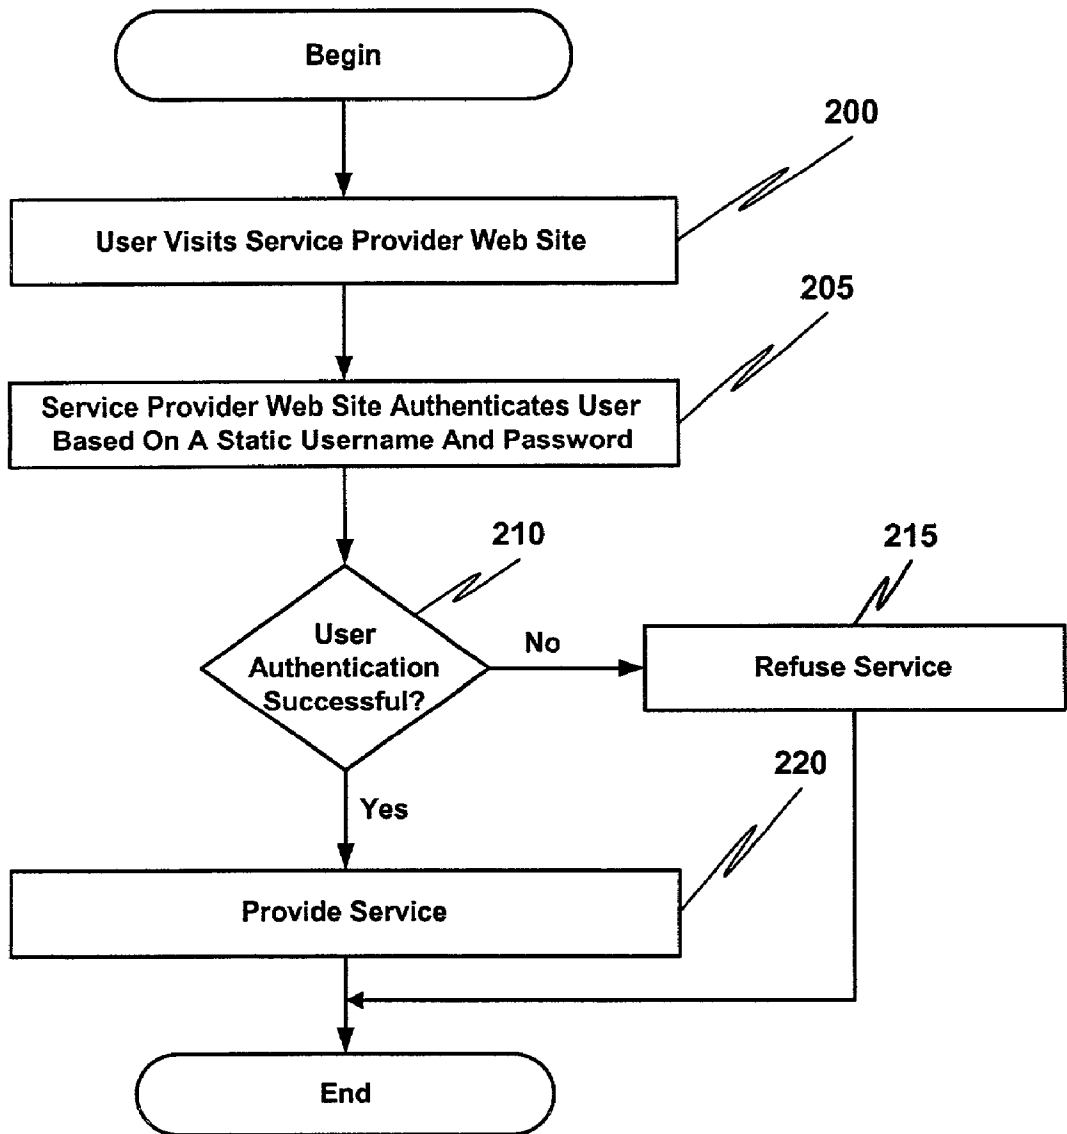 Begin
200
User Visits Service Provider Web Site
205
Service Provider Web Site Authenticates User
Based On A Static Username And Password
210
215
User
Authentication
Successful?
No
Refuse Service
220
Yes
Provide Service
End